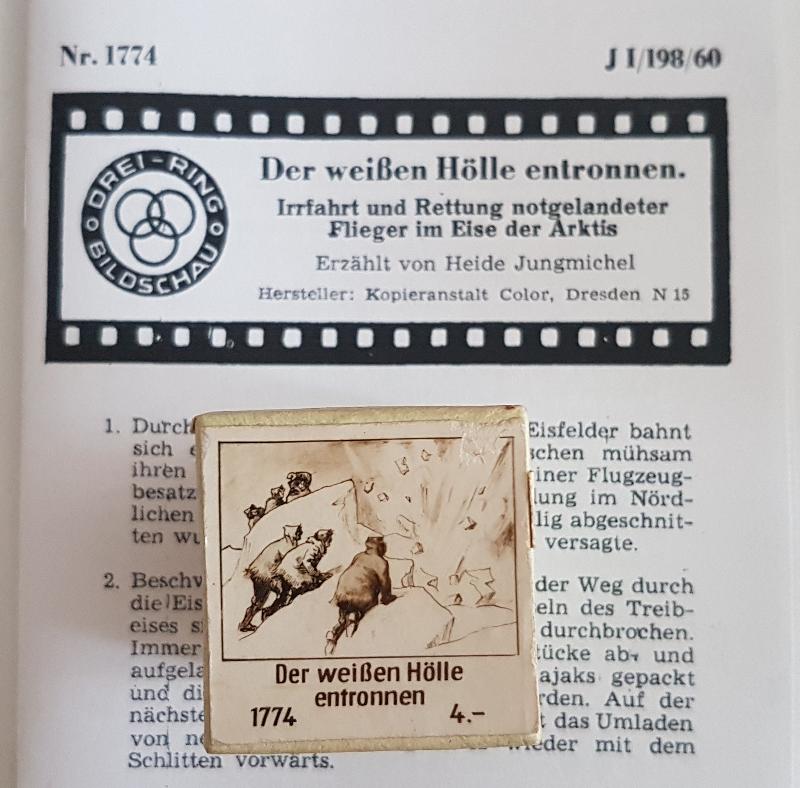 Nr. 1774
J I/198/60
DREI-RING
BILDSCHAU
Der weißen Hölle entronnen.
Irrfahrt und Rettung notgelandeter
Flieger im Eise der Arktis
Erzählt von Heide Jungmichel
Hersteller: Kopieranstalt Color, Dresden N 15
1. Durch Eisfelder bahnt
sich schen mühsam
ihren einer Flugzeug-
besatz lung im Nörd-
lichen lig abgeschnit-
ten wu versagte.
2. Beschw der Weg durch
die Eis eln des Treib-
eises durchbrochen.
Immer tücke ab- und
aufgela ajaks gepackt
und di rden. Auf der
nächste das Umladen
von ne wieder mit dem
Schlitten vorwärts.
Der weißen Hölle
entronnen
1774 4.-